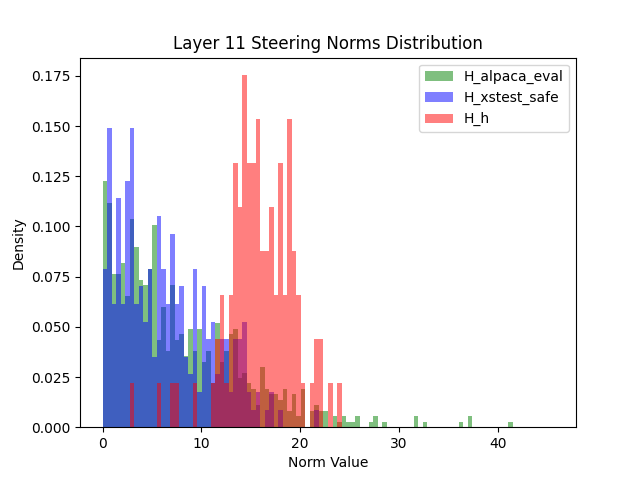 Layer 11 Steering Norms Distribution
H_alpaca_eval
H_xstest_safe
H_h
0.175
0.150
0.125
0.100
0.075
0.050
0.025
0.000
Density
0
10
20
30
40
Norm Value